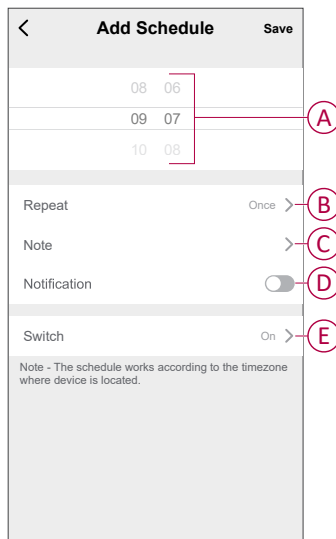 Add Schedule Save
08 06
09 07
10 08
A
Repeat Once B
Note C
Notification D
Switch On E
Note - The schedule works according to the timezone
where device is located.